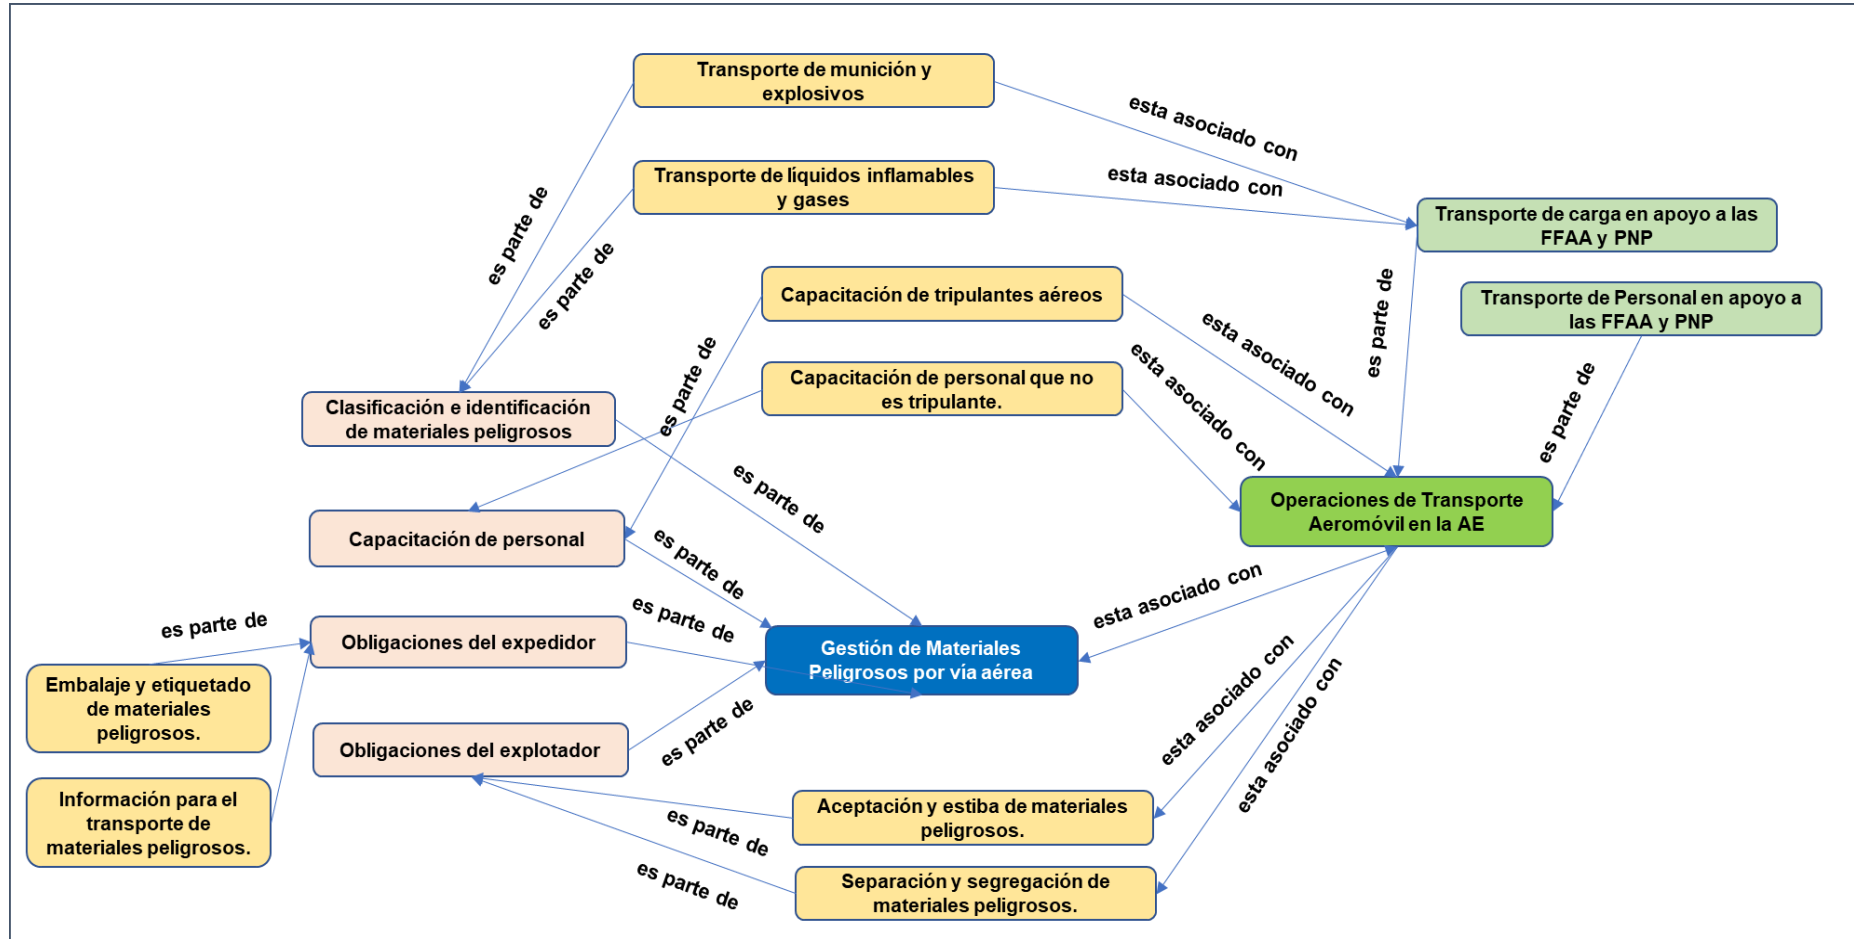 Transporte de munición y
explosivos
esta asociado con
Transporte de líquidos inflamables
y gases
esta asociado con
es parte de
es parte de
Transporte de carga en apoyo a las
FFAA y PNP
Capacitación de tripulantes aéreos
esta asociado con
es parte de
Transporte de Personal en apoyo a
las FFAA y PNP
Capacitación de personal que no
es tripulante.
es parte de
esta asociado con
es parte de
Clasificación e identificación
de materiales peligrosos
es parte de
Operaciones de Transporte
Aeromóvil en la AE
Capacitación de personal
es parte de
esta asociado con
es parte de
Obligaciones del expedidor
es parte de
Gestión de Materiales
Peligrosos por vía aérea
Embalaje y etiquetado
de materiales
peligrosos.
Obligaciones del explotador
es parte de
esta asociado con
esta asociado con
Información para el
transporte de
materiales peligrosos.
Aceptación y estiba de materiales
peligrosos.
es parte de
es parte de
Separación y segregación de
materiales peligrosos.